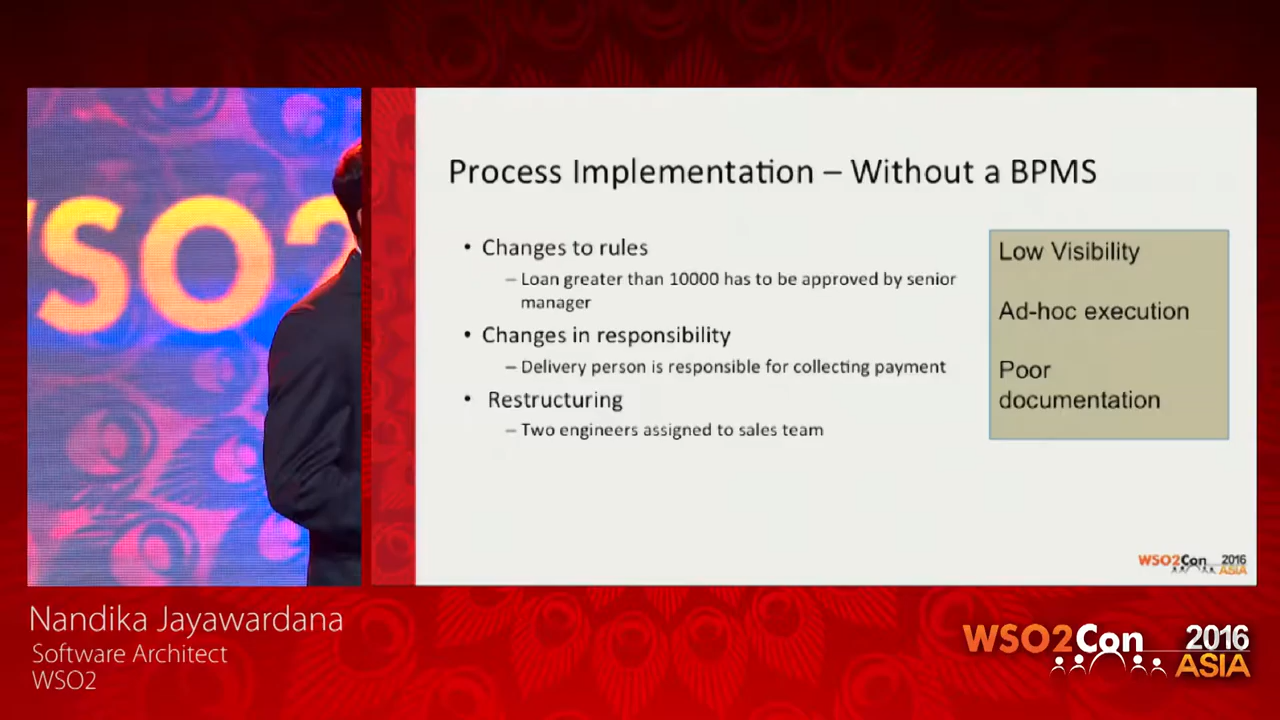 WSO2
Process Implementation – Without a BPMS
• Changes to rules
– Loan greater than 10000 has to be approved by senior
manager
• Changes in responsibility
– Delivery person is responsible for collecting payment
• Restructuring
– Two engineers assigned to sales team
Low Visibility
Ad-hoc execution
Poor
documentation
WSO2Con 2016
ASIA
Nandika Jayawardana
Software Architect
WSO2
WSO2Con 2016
ASIA